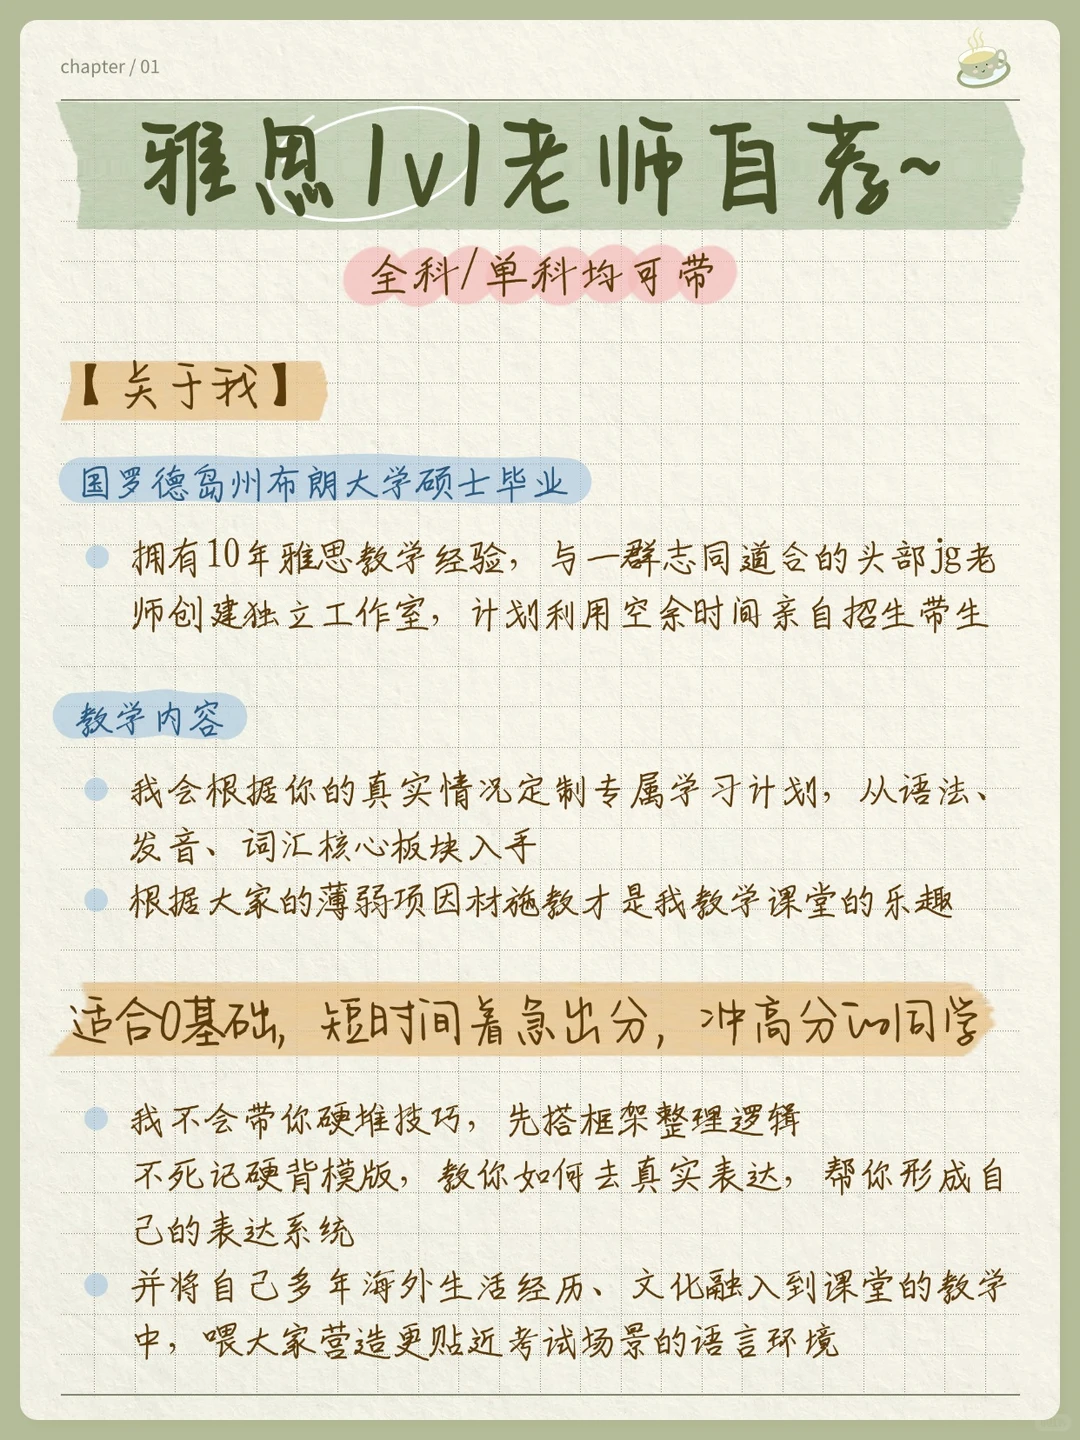 chapter / 01
雅思1v1老师自荐~
全科/单科均可带
【关于我】
国罗德岛州布朗大学硕士毕业
拥有10年雅思教学经验，与一群志同道合的头部jg老
师创建独立工作室，计划利用空余时间亲自招生带生
教学内容
我会根据你的真实情况定制专属学习计划，从语法、
发音、词汇核心板块入手
根据大家的薄弱项因材施教才是我教学课堂的乐趣
适合0基础，短时间着急出分，冲高分的同学
我不会带你硬堆技巧，先搭框架整理逻辑
不死记硬背模版，教你如何去真实表达，帮你形成自
己的表达系统
并将自己多年海外生活经历、文化融入到课堂的教学
中，喂大家营造更贴近考试场景的语言环境